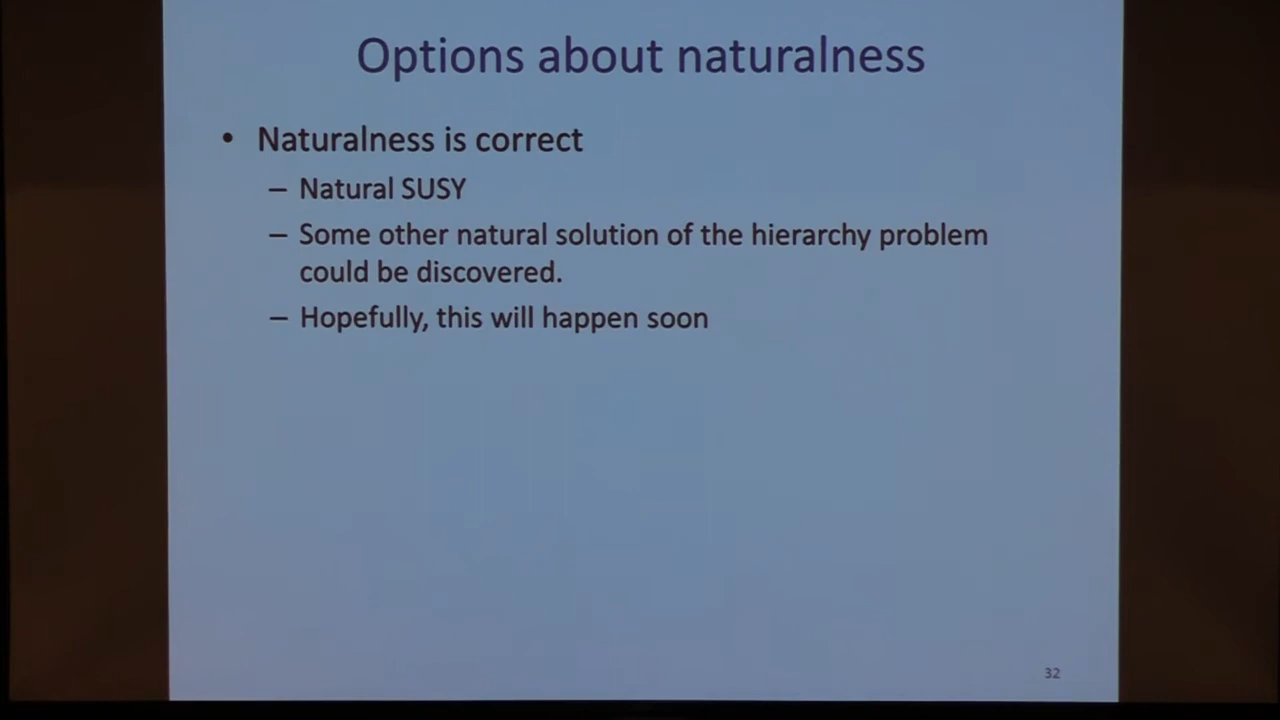 Options about naturalness
• Naturalness is correct
– Natural SUSY
– Some other natural solution of the hierarchy problem
could be discovered.
– Hopefully, this will happen soon
32